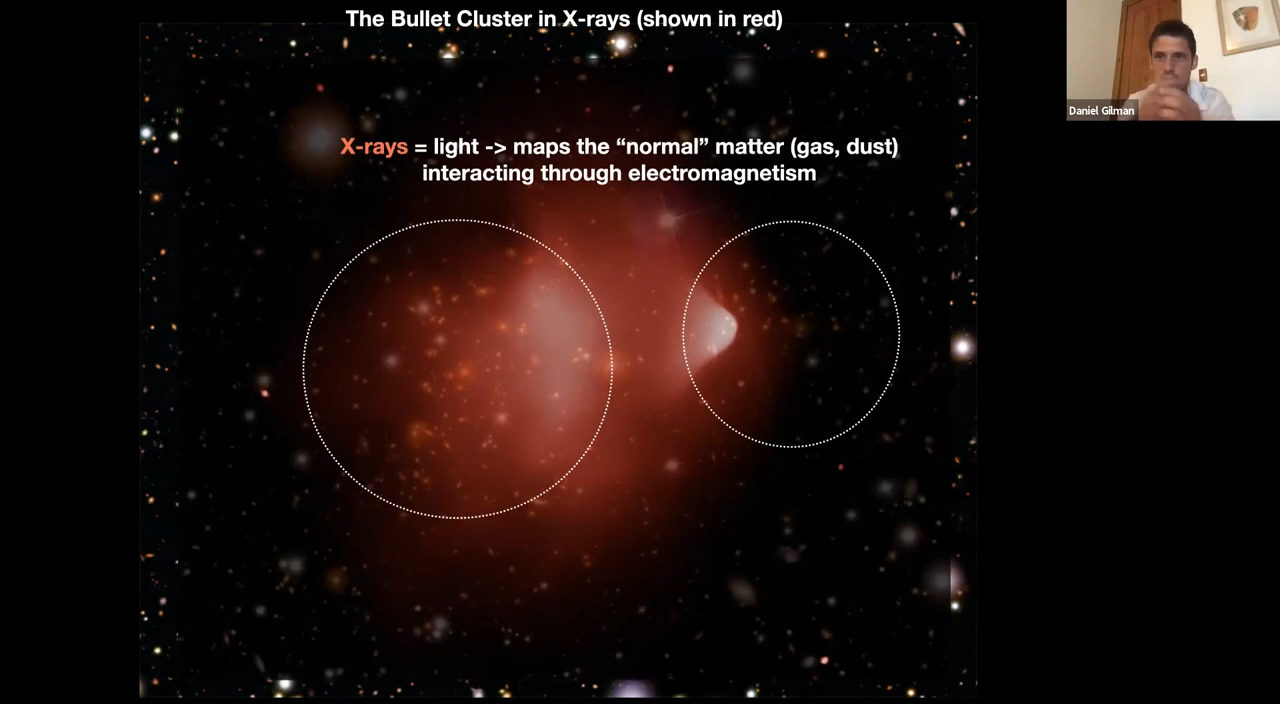 The Bullet Cluster in X-rays (shown in red)
X-rays = light -> maps the “normal” matter (gas, dust)
interacting through electromagnetism
Daniel Gilman